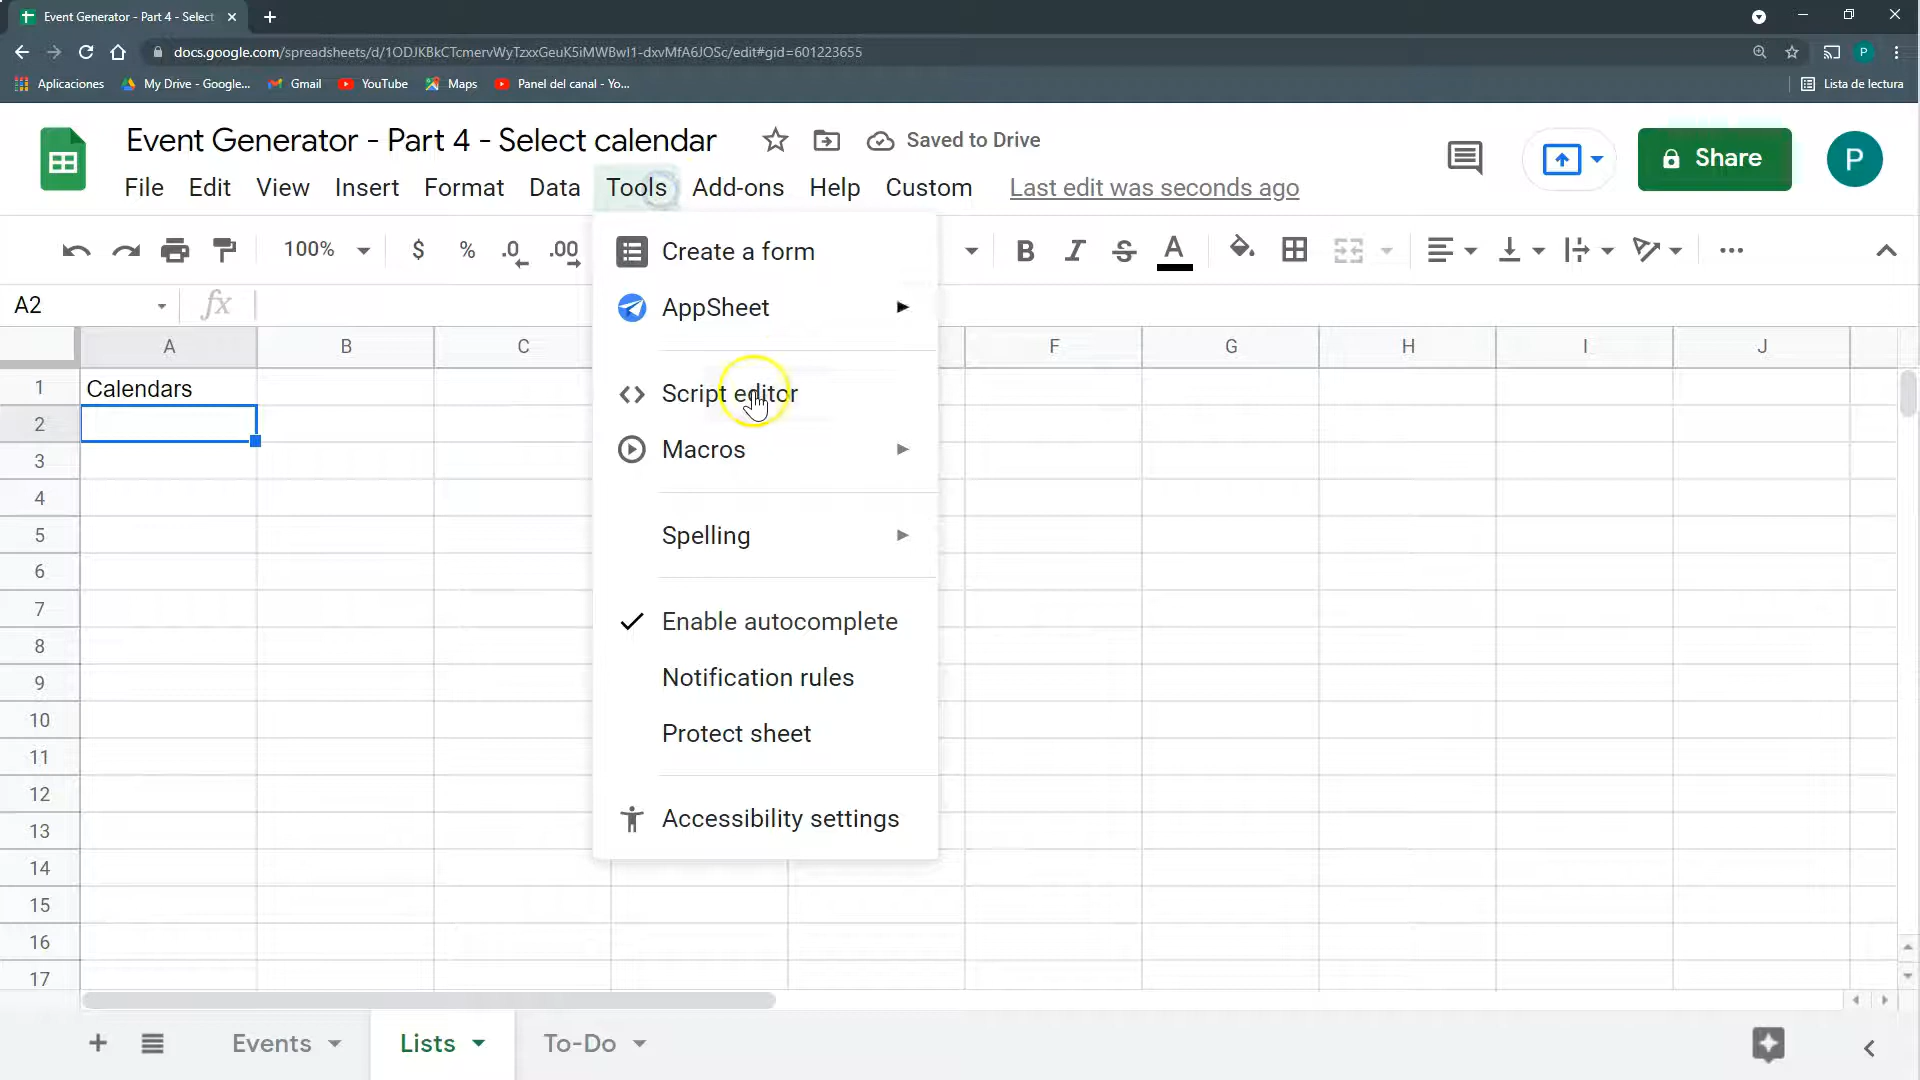 Event Generator - Part 4 - Select
docs.google.com/spreadsheets/d/1ODJKBkCTcmervWyTzxxGeuK5iMWBwI1-dxvMfA6JOSc/edit#gid=601223655
P
Aplicaciones My Drive - Google... Gmail YouTube Maps Panel del canal - Yo... Lista de lectura
Event Generator - Part 4 - Select calendar Saved to Drive
Share P
File Edit View Insert Format Data Tools Add-ons Help Custom Last edit was seconds ago
100% $ % .0 .00 B I S A
A2 fx
A B C F G H I J
1 Calendars
2
3
4
5
6
7
8
9
10
11
12
13
14
15
16
17
Create a form
AppSheet
Script editor
Macros
Spelling
Enable autocomplete
Notification rules
Protect sheet
Accessibility settings
Events Lists To-Do